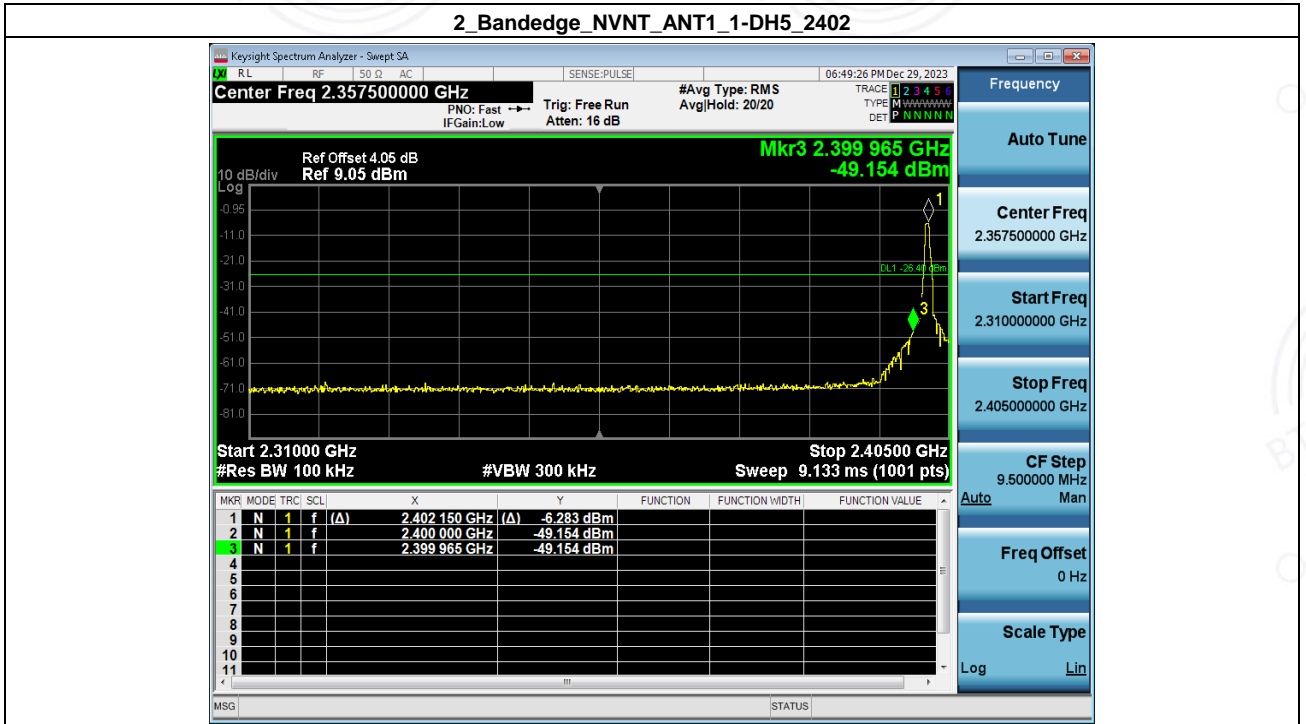 2_Bandedge_NVNT_ANT1_1-DH5_2402
Keysight Spectrum Analyzer - Swept SA
LXI RL RF 50 Ω AC SENSE:PULSE 06:49:26 PM Dec 29, 2023
Center Freq 2.357500000 GHz
PNO: Fast
IFGain:Low
Trig: Free Run
Atten: 16 dB
#Avg Type: RMS
Avg|Hold: 20/20
TRACE 1 2 3 4 5 6
TYPE M WWWWW
DET P N N N N N
Mkr3 2.399 965 GHz
-49.154 dBm
Ref Offset 4.05 dB
10 dB/div Ref 9.05 dBm
Log
1
-0.95
-11.0
-21.0
DL1 -26.40 dBm
-31.0
-41.0
3
-51.0
-61.0
-71.0
-81.0
Start 2.31000 GHz Stop 2.40500 GHz
#Res BW 100 kHz #VBW 300 kHz Sweep 9.133 ms (1001 pts)
MKR MODE TRC SCL X Y FUNCTION FUNCTION WIDTH FUNCTION VALUE
1 N 1 f (Δ) 2.402 150 GHz (Δ) -6.283 dBm
2 N 1 f 2.400 000 GHz -49.154 dBm
3 N 1 f 2.399 965 GHz -49.154 dBm
4
5
6
7
8
9
10
11
MSG STATUS
Frequency
Auto Tune
Center Freq
2.357500000 GHz
Start Freq
2.310000000 GHz
Stop Freq
2.405000000 GHz
CF Step
9.500000 MHz
Auto Man
Freq Offset
0 Hz
Scale Type
Log Lin